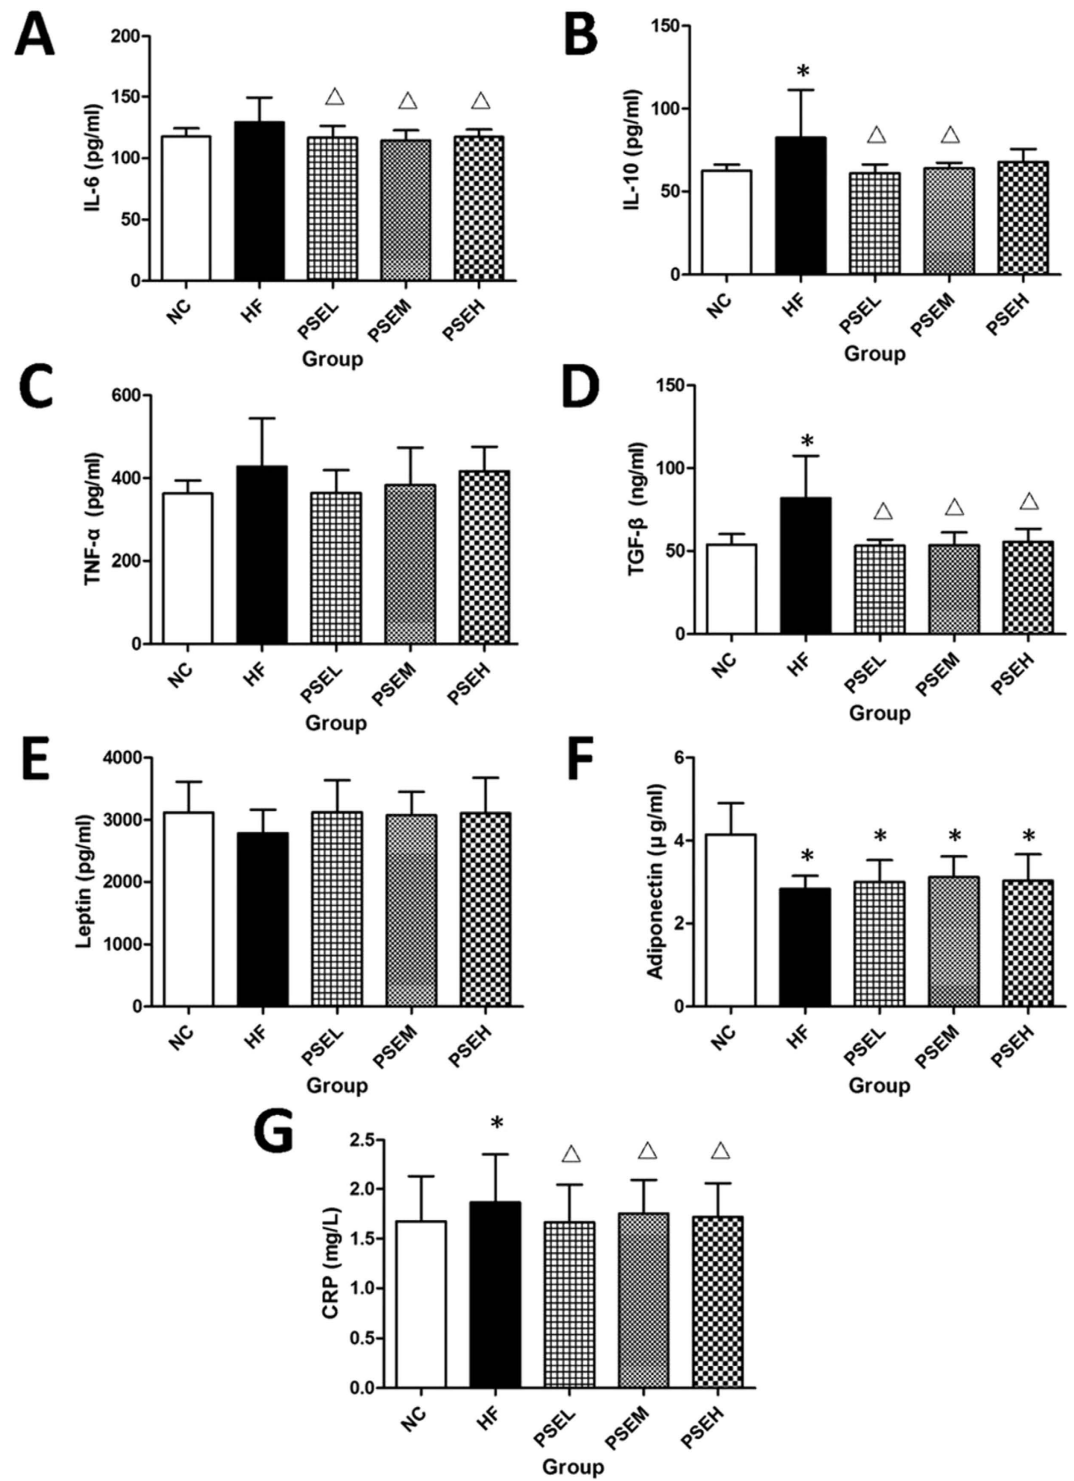 A
IL-6 (pg/ml)
200
150
100
50
0
△ △ △
NC HF PSEL PSEM PSEH
Group
B
IL-10 (pg/ml)
150
100
50
0
* △ △
NC HF PSEL PSEM PSEH
Group
C
TNF-α (pg/ml)
600
400
200
0
NC HF PSEL PSEM PSEH
Group
D
TGF-β (ng/ml)
150
100
50
0
* △ △ △
NC HF PSEL PSEM PSEH
Group
E
Leptin (pg/ml)
4000
3000
2000
1000
0
NC HF PSEL PSEM PSEH
Group
F
Adiponectin (μ g/ml)
6
4
2
0
* * * *
NC HF PSEL PSEM PSEH
Group
G
CRP (mg/L)
2.5
2.0
1.5
1.0
0.5
0.0
* △ △ △
NC HF PSEL PSEM PSEH
Group